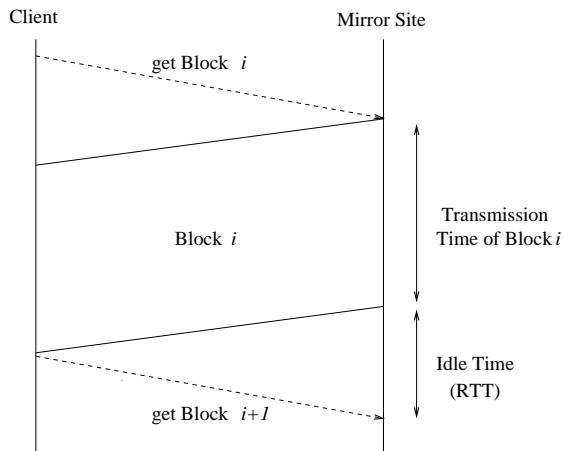 Client
Mirror Site
get Block i
Block i
Transmission
Time of Block i
Idle Time
(RTT)
get Block i+1